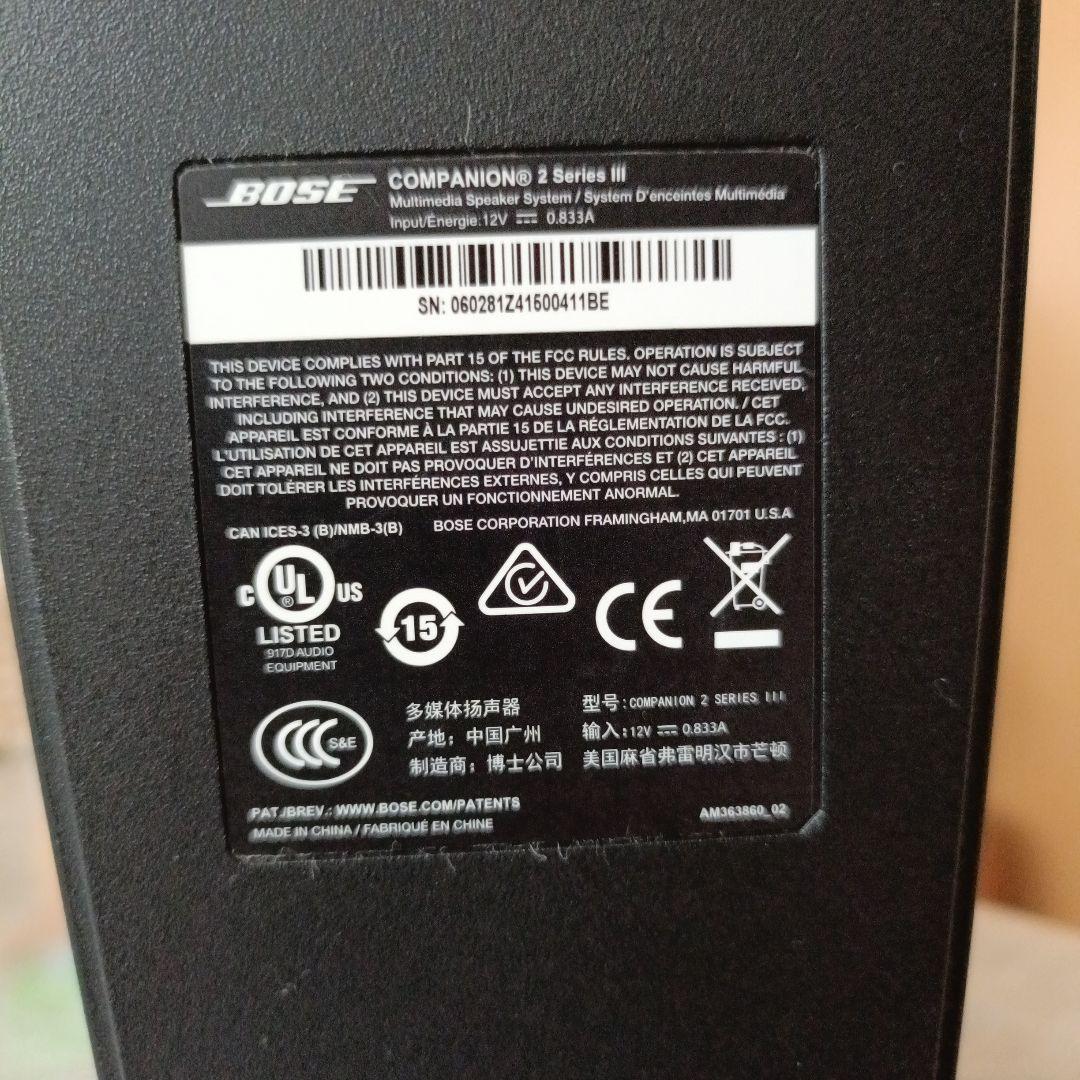 BOSE
COMPANION® 2 Series III
Multimedia Speaker System / System D'enceintes Multimédia
Input/Énergie: 12V ⎓ 0.833A
SN: 060281Z41500411BE
THIS DEVICE COMPLIES WITH PART 15 OF THE FCC RULES. OPERATION IS SUBJECT
TO THE FOLLOWING TWO CONDITIONS: (1) THIS DEVICE MAY NOT CAUSE HARMFUL
INTERFERENCE, AND (2) THIS DEVICE MUST ACCEPT ANY INTERFERENCE RECEIVED,
INCLUDING INTERFERENCE THAT MAY CAUSE UNDESIRED OPERATION. / CET
APPAREIL EST CONFORME À LA PARTIE 15 DE LA RÉGLEMENTATION DE LA FCC.
L'UTILISATION DE CET APPAREIL EST ASSUJETTIE AUX CONDITIONS SUIVANTES : (1)
CET APPAREIL NE DOIT PAS PROVOQUER D'INTERFÉRENCES ET (2) CET APPAREIL
DOIT TOLÉRER LES INTERFÉRENCES EXTERNES, Y COMPRIS CELLES QUI PEUVENT
PROVOQUER UN FONCTIONNEMENT ANORMAL.
CAN ICES-3 (B)/NMB-3(B) BOSE CORPORATION FRAMINGHAM,MA 01701 U.S.A
C UL ® US
LISTED
917D AUDIO
EQUIPMENT
15
CE
CCC S&E
多媒体扬声器
产地：中国广州
制造商：博士公司
型号:COMPANION 2 SERIES III
输入:12V ⎓ 0.833A
美国麻省弗雷明汉市芒顿
PAT./BREV.: WWW.BOSE.COM/PATENTS
MADE IN CHINA / FABRIQUÉ EN CHINE
AM363860_02